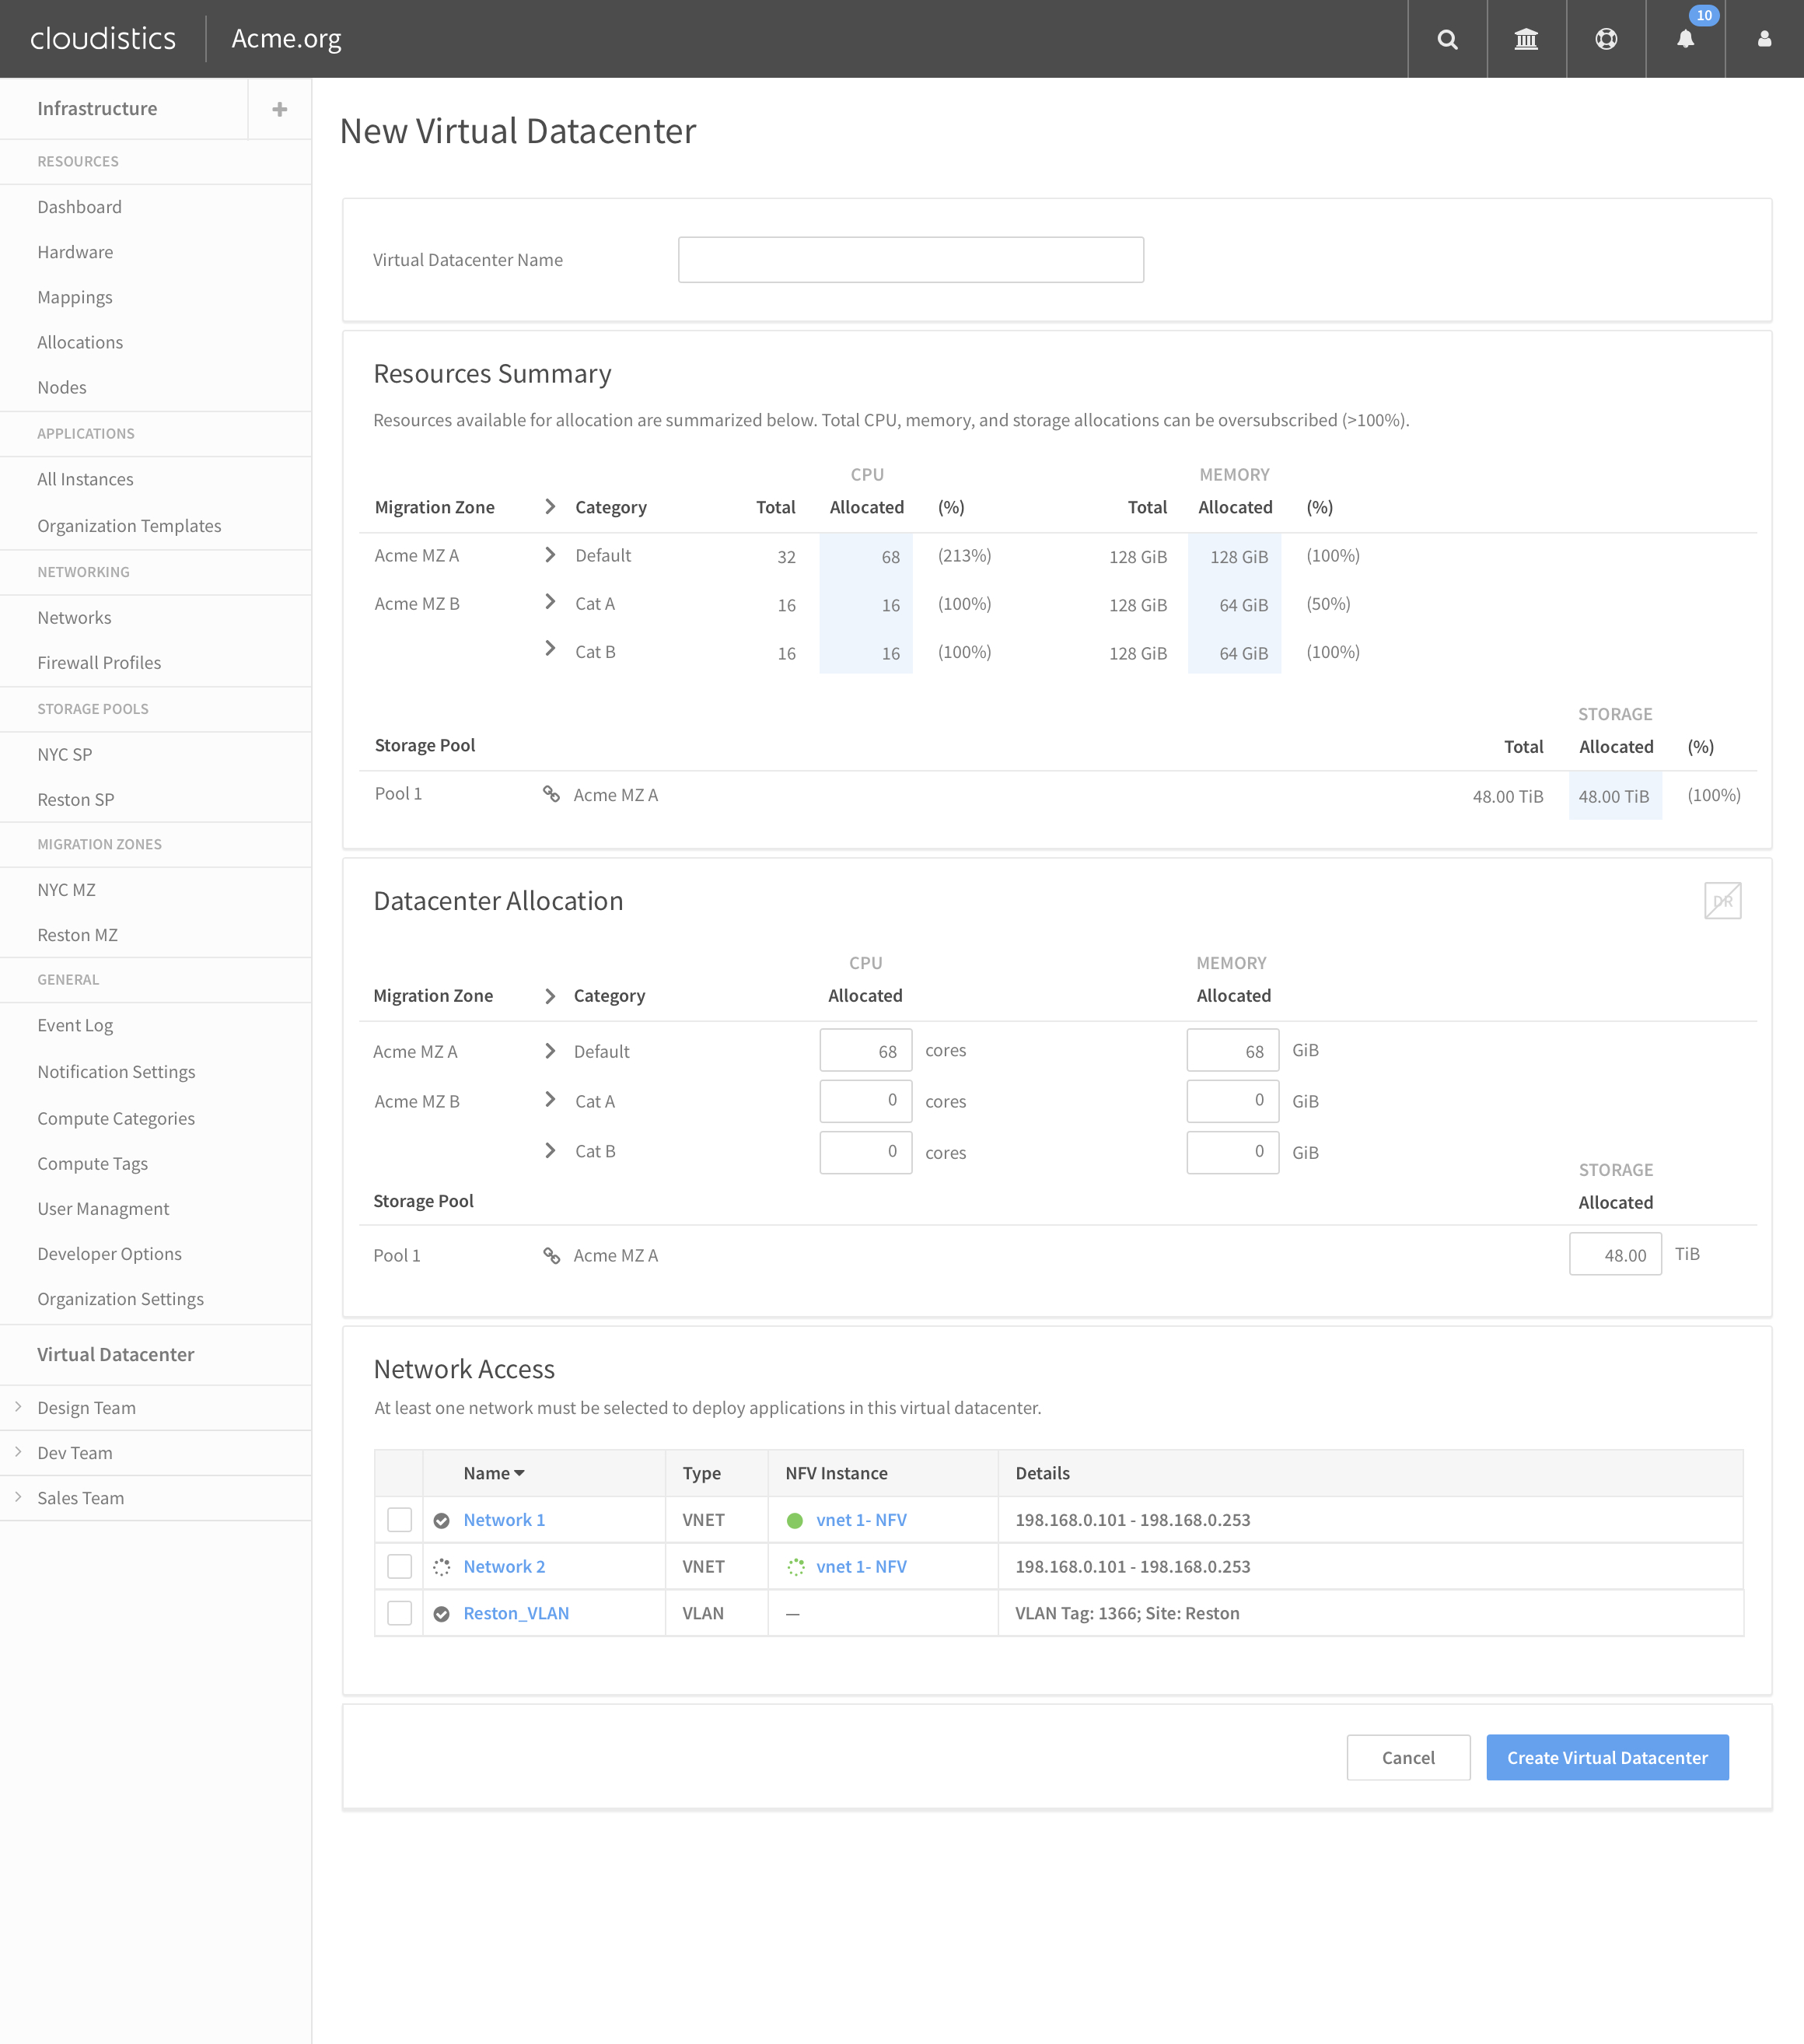 cloudistics
Acme.org
10
Infrastructure
RESOURCES
Dashboard
Hardware
Mappings
Allocations
Nodes
APPLICATIONS
All Instances
Organization Templates
NETWORKING
Networks
Firewall Profiles
STORAGE POOLS
NYC SP
Reston SP
MIGRATION ZONES
NYC MZ
Reston MZ
GENERAL
Event Log
Notification Settings
Compute Categories
Compute Tags
User Managment
Developer Options
Organization Settings
Virtual Datacenter
Design Team
Dev Team
Sales Team
New Virtual Datacenter
Virtual Datacenter Name
Resources Summary
Resources available for allocation are summarized below. Total CPU, memory, and storage allocations can be oversubscribed (>100%).
CPU MEMORY
Migration Zone Category Total Allocated (%) Total Allocated (%)
Acme MZ A Default 32 68 (213%) 128 GiB 128 GiB (100%)
Acme MZ B Cat A 16 16 (100%) 128 GiB 64 GiB (50%)
Cat B 16 16 (100%) 128 GiB 64 GiB (100%)
STORAGE
Storage Pool Total Allocated (%)
Pool 1 Acme MZ A 48.00 TiB 48.00 TiB (100%)
Datacenter Allocation DR
CPU MEMORY
Migration Zone Category Allocated Allocated
Acme MZ A Default 68 cores 68 GiB
Acme MZ B Cat A 0 cores 0 GiB
Cat B 0 cores 0 GiB
STORAGE
Storage Pool Allocated
Pool 1 Acme MZ A 48.00 TiB
Network Access
At least one network must be selected to deploy applications in this virtual datacenter.
Name Type NFV Instance Details
Network 1 VNET vnet 1- NFV 198.168.0.101 - 198.168.0.253
Network 2 VNET vnet 1- NFV 198.168.0.101 - 198.168.0.253
Reston_VLAN VLAN — VLAN Tag: 1366; Site: Reston
Cancel Create Virtual Datacenter